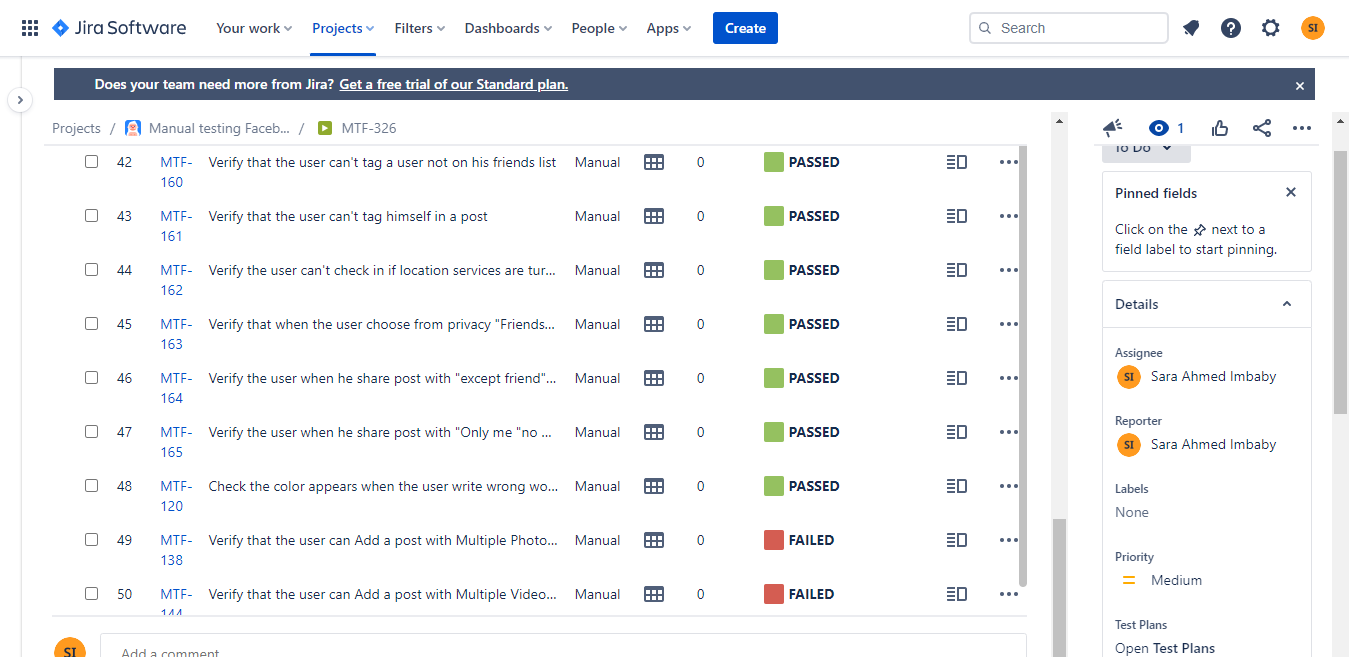 Jira Software Your work Projects Filters Dashboards People Apps Create Search SI
Does your team need more from Jira? Get a free trial of our Standard plan.
Projects / Manual testing Faceb... / MTF-326
1
42 MTF-160 Verify that the user can't tag a user not on his friends list Manual 0 PASSED
43 MTF-161 Verify that the user can't tag himself in a post Manual 0 PASSED
44 MTF-162 Verify the user can't check in if location services are tur... Manual 0 PASSED
45 MTF-163 Verify that when the user choose from privacy "Friends... Manual 0 PASSED
46 MTF-164 Verify the user when he share post with "except friend"... Manual 0 PASSED
47 MTF-165 Verify the user when he share post with "Only me "no ... Manual 0 PASSED
48 MTF-120 Check the color appears when the user write wrong wo... Manual 0 PASSED
49 MTF-138 Verify that the user can Add a post with Multiple Photo... Manual 0 FAILED
50 MTF-144 Verify that the user can Add a post with Multiple Video... Manual 0 FAILED
SI Add a comment
To Do
Pinned fields
Click on the next to a
field label to start pinning.
Details
Assignee
SI Sara Ahmed Imbaby
Reporter
SI Sara Ahmed Imbaby
Labels
None
Priority
Medium
Test Plans
Open Test Plans